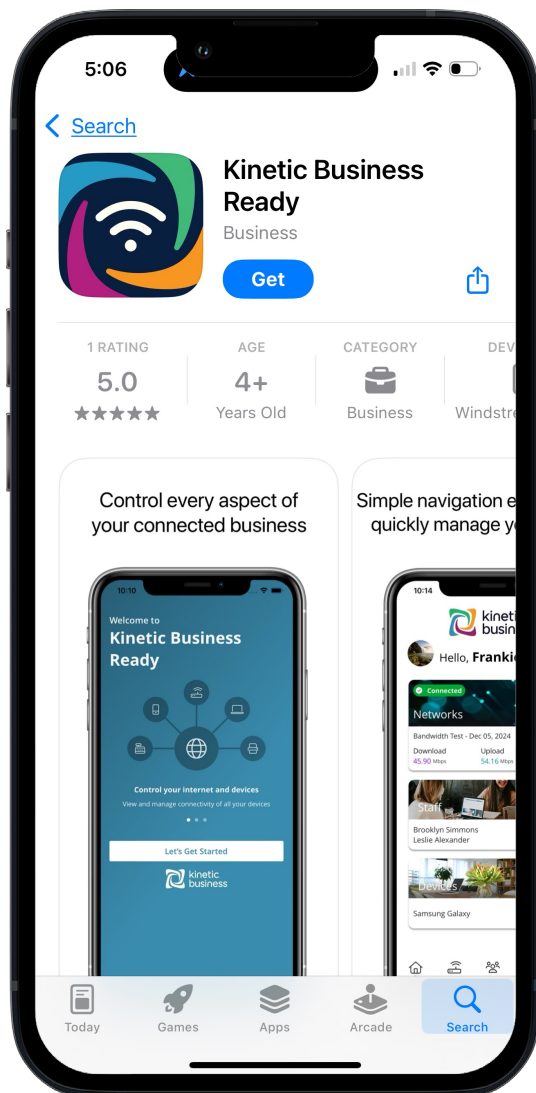 5:06
Search
Kinetic Business
Ready
Business
Get
1 RATING
AGE
CATEGORY
DEV
5.0
4+
Years Old
Business
Windstre
Control every aspect of
your connected business
Simple navigation e
quickly manage y
10:10
Welcome to
Kinetic Business
Ready
Control your internet and devices
View and manage connectivity of all your devices
Let's Get Started
kinetic
business
10:14
kineti
busin
Hello, Franki
Connected
Networks
Bandwidth Test - Dec 05, 2024
Download
Upload
45.90 Mbps
54.16 Mbps
Staff
Brooklyn Simmons
Leslie Alexander
Devices
Samsung Galaxy
Today
Games
Apps
Arcade
Search